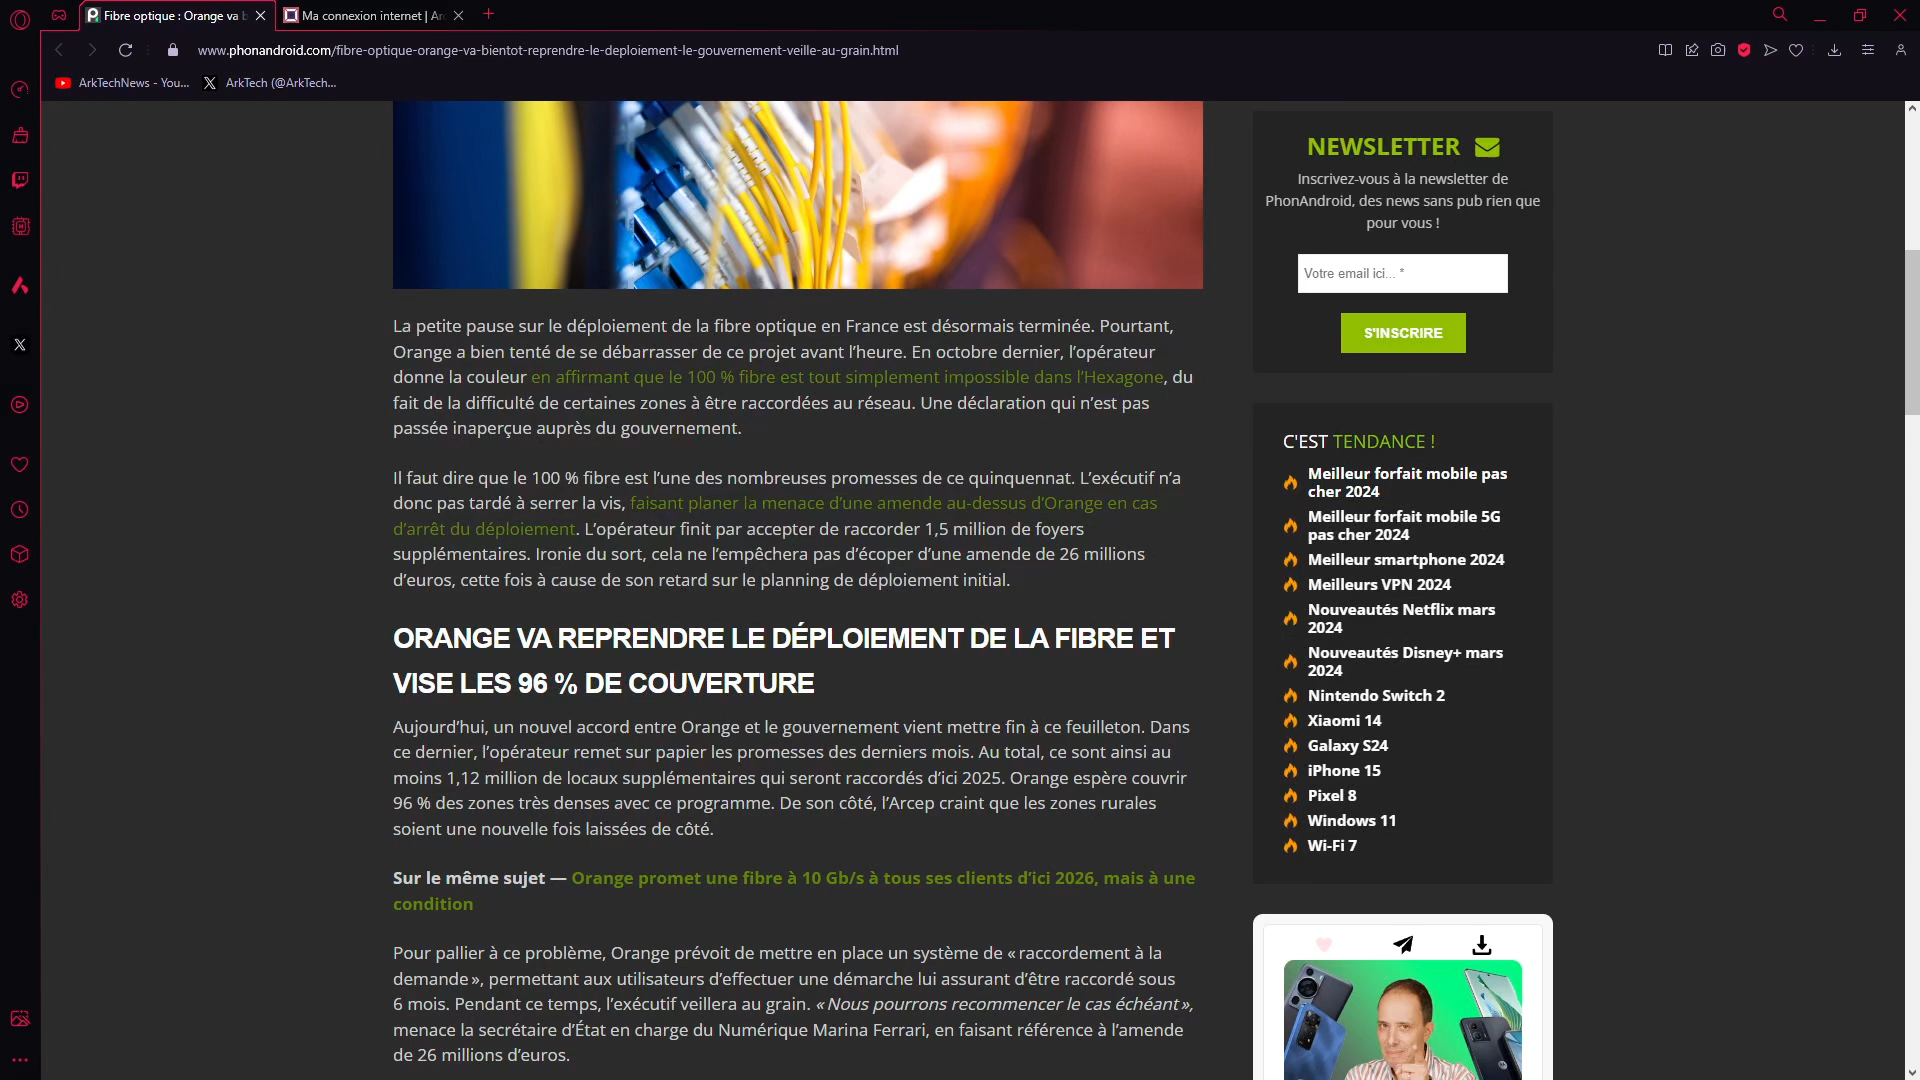 Fibre optique : Orange va b
Ma connexion internet | Ar
www.phonandroid.com/fibre-optique-orange-va-bientot-reprendre-le-deploiement-le-gouvernement-veille-au-grain.html
ArkTechNews - You...
ArkTech (@ArkTech...
La petite pause sur le déploiement de la fibre optique en France est désormais terminée. Pourtant,
Orange a bien tenté de se débarrasser de ce projet avant l’heure. En octobre dernier, l’opérateur
donne la couleur en affirmant que le 100 % fibre est tout simplement impossible dans l’Hexagone, du
fait de la difficulté de certaines zones à être raccordées au réseau. Une déclaration qui n’est pas
passée inaperçue auprès du gouvernement.
Il faut dire que le 100 % fibre est l’une des nombreuses promesses de ce quinquennat. L’exécutif n’a
donc pas tardé à serrer la vis, faisant planer la menace d’une amende au-dessus d’Orange en cas
d’arrêt du déploiement. L’opérateur finit par accepter de raccorder 1,5 million de foyers
supplémentaires. Ironie du sort, cela ne l’empêchera pas d’écoper d’une amende de 26 millions
d’euros, cette fois à cause de son retard sur le planning de déploiement initial.
ORANGE VA REPRENDRE LE DÉPLOIEMENT DE LA FIBRE ET
VISE LES 96 % DE COUVERTURE
Aujourd’hui, un nouvel accord entre Orange et le gouvernement vient mettre fin à ce feuilleton. Dans
ce dernier, l’opérateur remet sur papier les promesses des derniers mois. Au total, ce sont ainsi au
moins 1,12 million de locaux supplémentaires qui seront raccordés d’ici 2025. Orange espère couvrir
96 % des zones très denses avec ce programme. De son côté, l’Arcep craint que les zones rurales
soient une nouvelle fois laissées de côté.
Sur le même sujet — Orange promet une fibre à 10 Gb/s à tous ses clients d’ici 2026, mais à une
condition
Pour pallier à ce problème, Orange prévoit de mettre en place un système de « raccordement à la
demande », permettant aux utilisateurs d’effectuer une démarche lui assurant d’être raccordé sous
6 mois. Pendant ce temps, l’exécutif veillera au grain. « Nous pourrons recommencer le cas échéant »,
menace la secrétaire d’État en charge du Numérique Marina Ferrari, en faisant référence à l’amende
de 26 millions d’euros.
NEWSLETTER
Inscrivez-vous à la newsletter de
PhonAndroid, des news sans pub rien que
pour vous !
Votre email ici... *
S'INSCRIRE
C'EST TENDANCE !
Meilleur forfait mobile pas
cher 2024
Meilleur forfait mobile 5G
pas cher 2024
Meilleur smartphone 2024
Meilleurs VPN 2024
Nouveautés Netflix mars
2024
Nouveautés Disney+ mars
2024
Nintendo Switch 2
Xiaomi 14
Galaxy S24
iPhone 15
Pixel 8
Windows 11
Wi-Fi 7